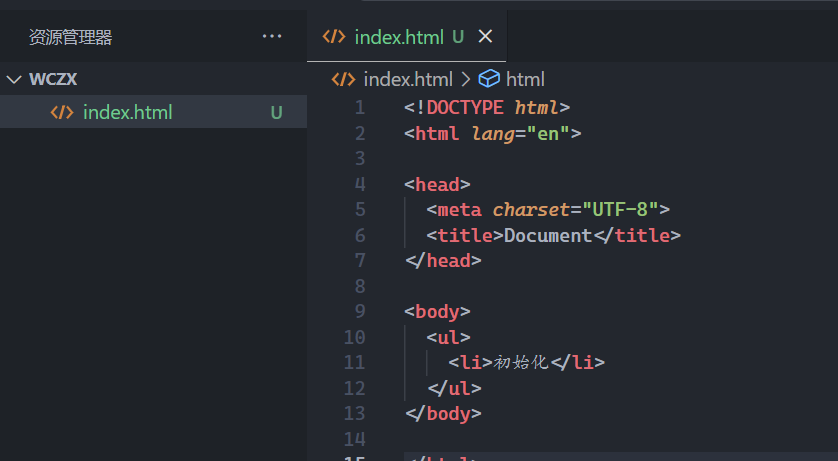 资源管理器 ···
WCZX
index.html U
index.html U
index.html > html
1 <!DOCTYPE html>
2 <html lang="en">
3
4 <head>
5 <meta charset="UTF-8">
6 <title>Document</title>
7 </head>
8
9 <body>
10 <ul>
11 <li>初始化</li>
12 </ul>
13 </body>
14
15 </html>